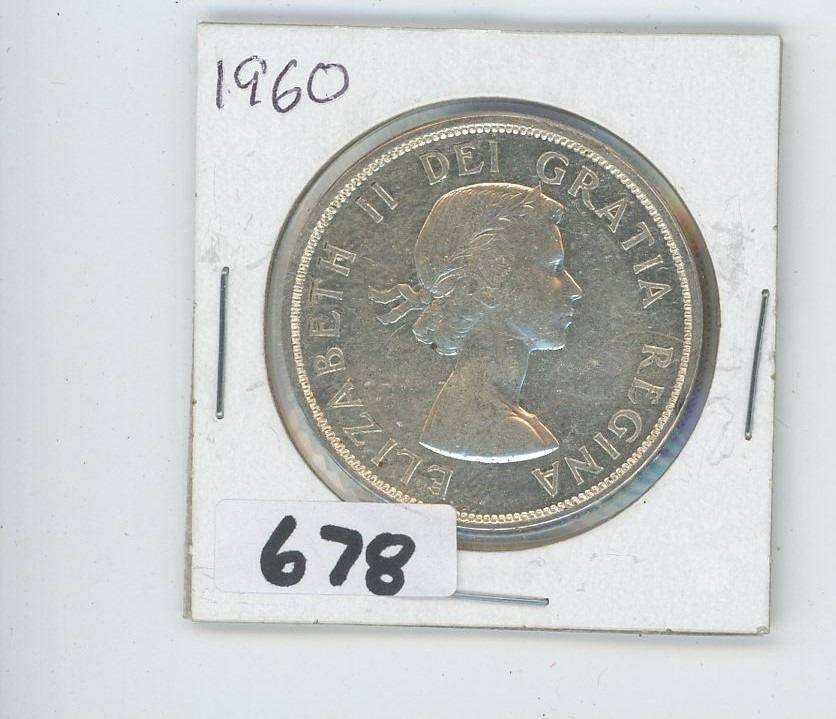 1960
ELIZABETH II DEI GRATIA REGINA
678